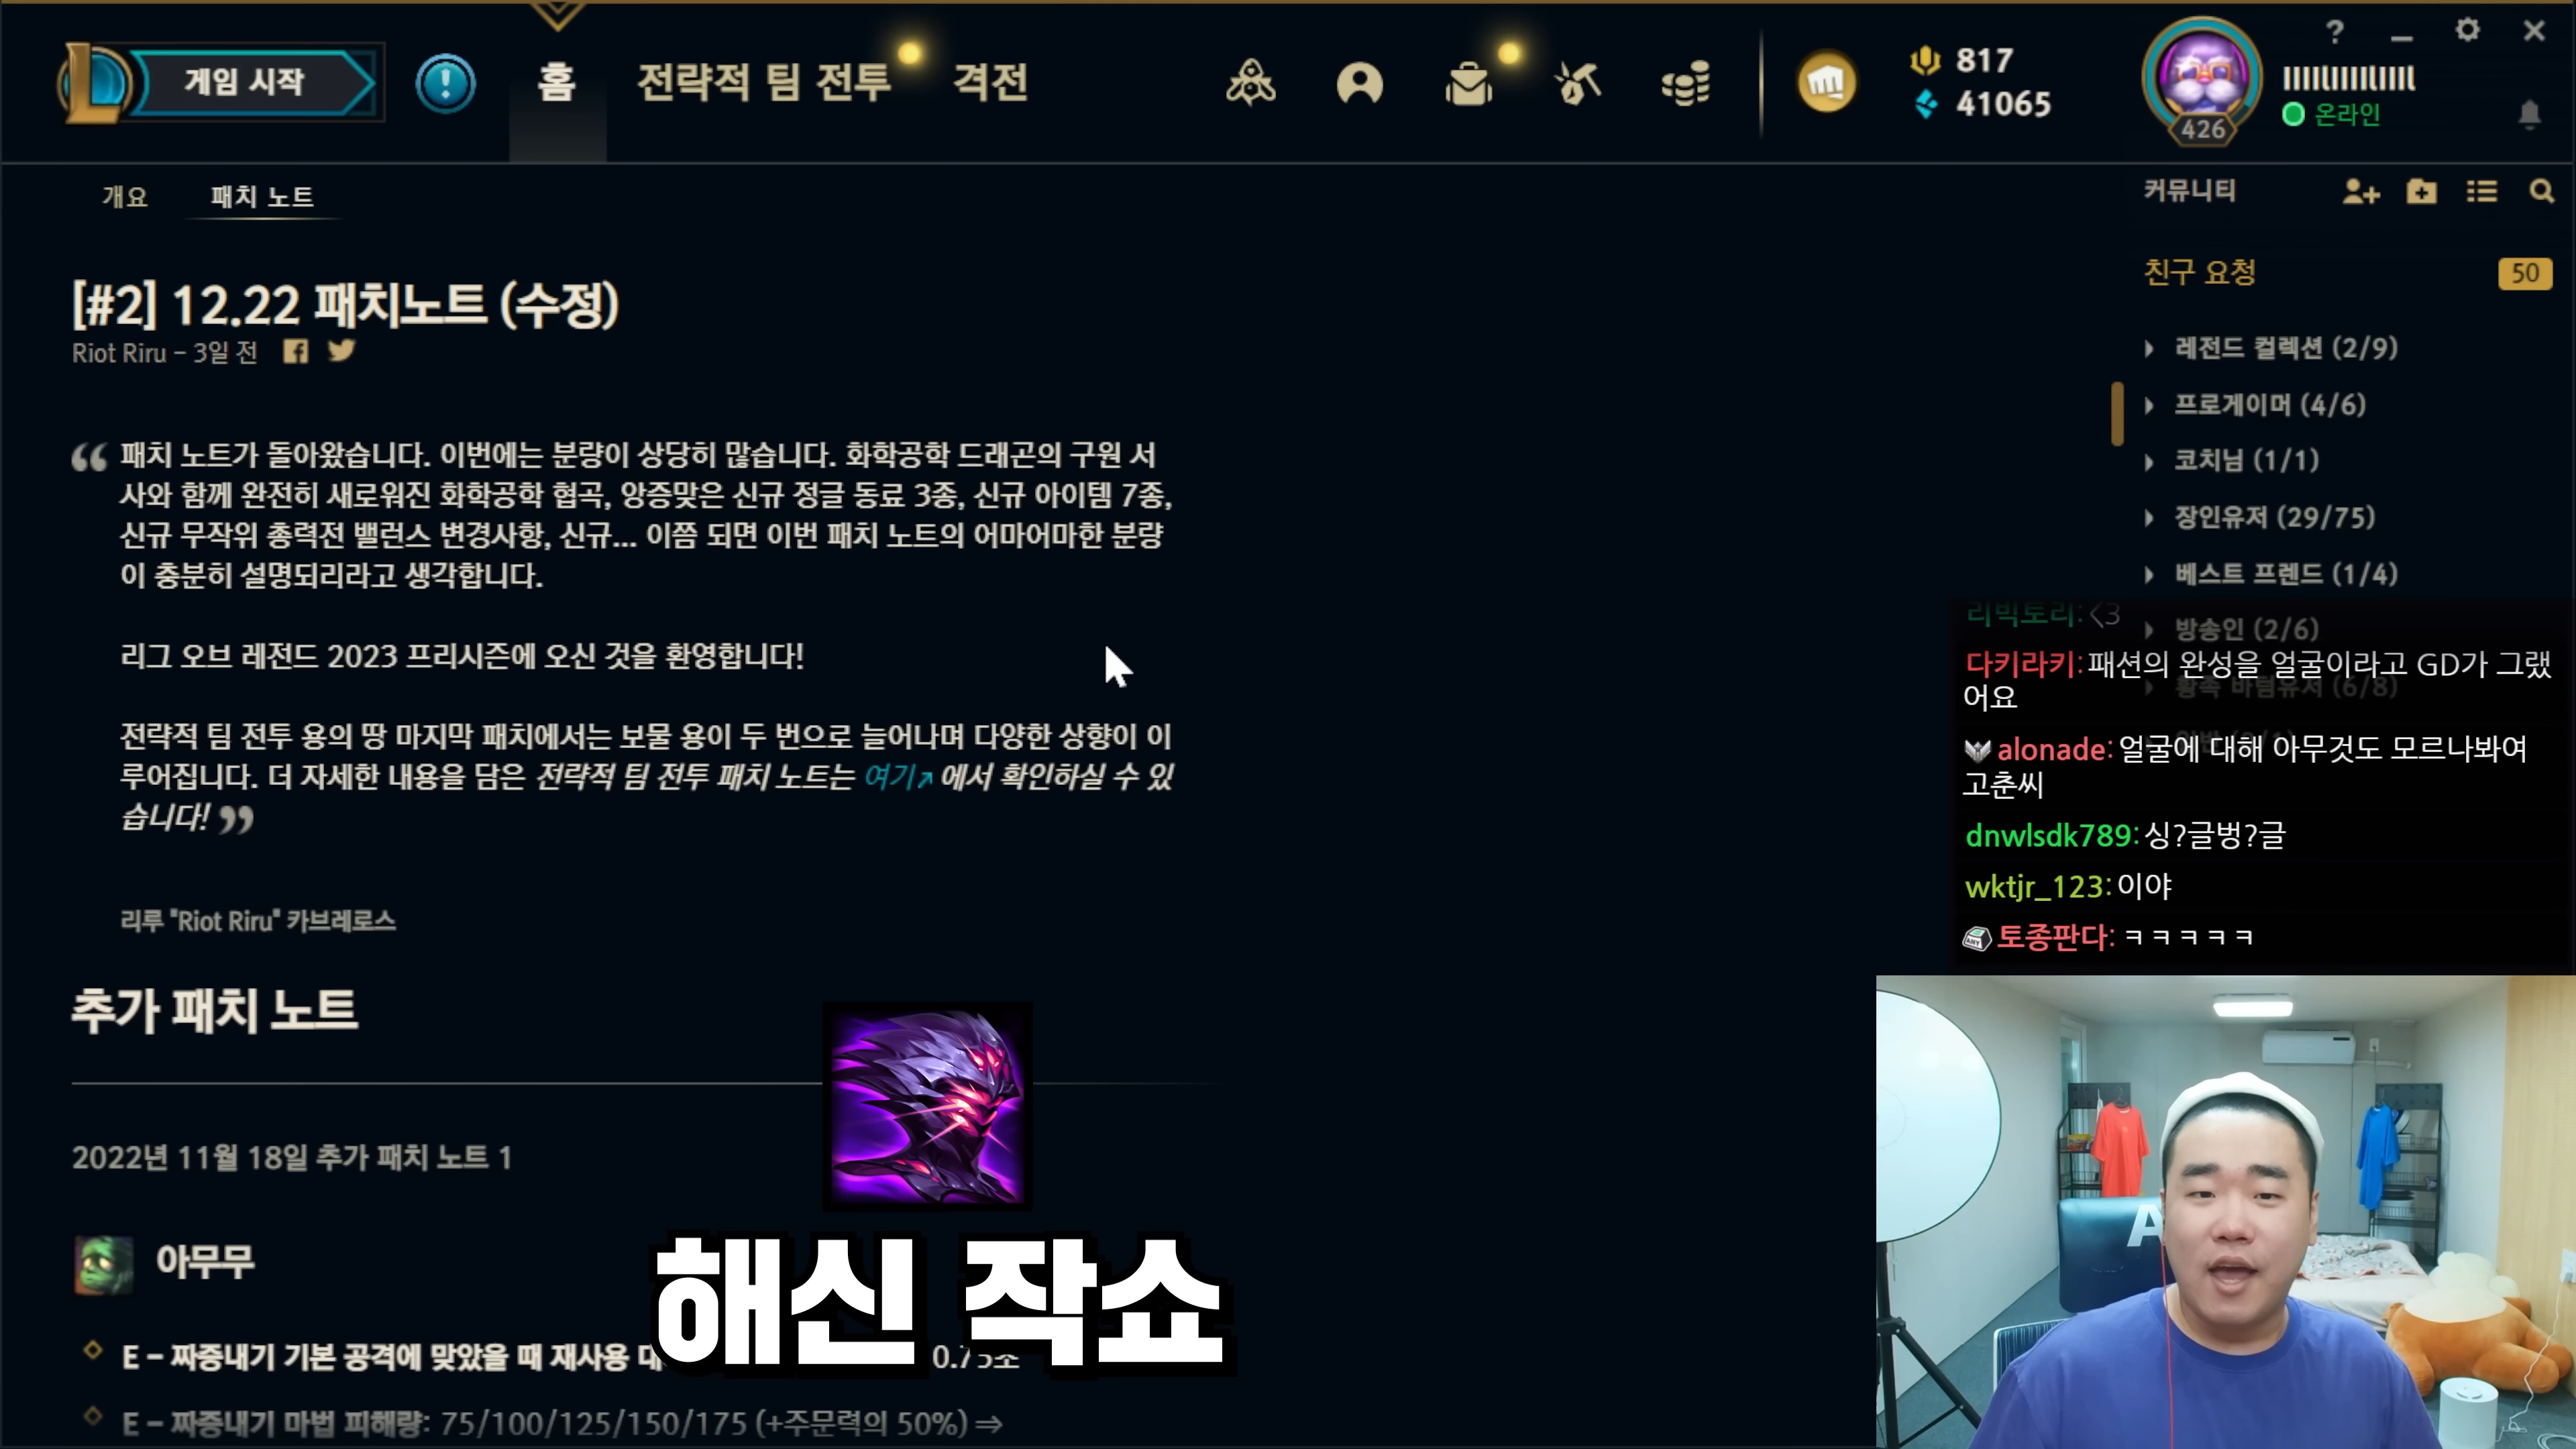 게임 시작
홈
전략적 팀 전투
격전
817
41065
426
온라인
개요
패치 노트
커뮤니티
[#2] 12.22 패치노트 (수정)
Riot Riru – 3일 전
패치 노트가 돌아왔습니다. 이번에는 분량이 상당히 많습니다. 화학공학 드래곤의 구원 서
사와 함께 완전히 새로워진 화학공학 협곡, 앙증맞은 신규 정글 동료 3종, 신규 아이템 7종,
신규 무작위 총력전 밸런스 변경사항, 신규... 이쯤 되면 이번 패치 노트의 어마어마한 분량
이 충분히 설명되리라고 생각합니다.
리그 오브 레전드 2023 프리시즌에 오신 것을 환영합니다!
전략적 팀 전투 용의 땅 마지막 패치에서는 보물 용이 두 번으로 늘어나며 다양한 상향이 이
루어집니다. 더 자세한 내용을 담은 전략적 팀 전투 패치 노트는 여기↗ 에서 확인하실 수 있
습니다!
리루 "Riot Riru" 카브레로스
추가 패치 노트
2022년 11월 18일 추가 패치 노트 1
아무무
E – 짜증내기 기본 공격에 맞았을 때 재사용 대
0.75초
E – 짜증내기 마법 피해량: 75/100/125/150/175 (+주문력의 50%) ⇒
해신 작쇼
친구 요청
50
레전드 컬렉션 (2/9)
프로게이머 (4/6)
코치님 (1/1)
장인유저 (29/75)
베스트 프렌드 (1/4)
방송인 (2/6)
황족 바텀유저 (6/8)
리빅토리: <3
다키라키: 패션의 완성을 얼굴이라고 GD가 그랬
어요
alonade: 얼굴에 대해 아무것도 모르나봐여
고춘씨
dnwlsdk789: 싱?글벙?글
wktjr_123: 이야
토종판다: ㅋㅋㅋㅋㅋ